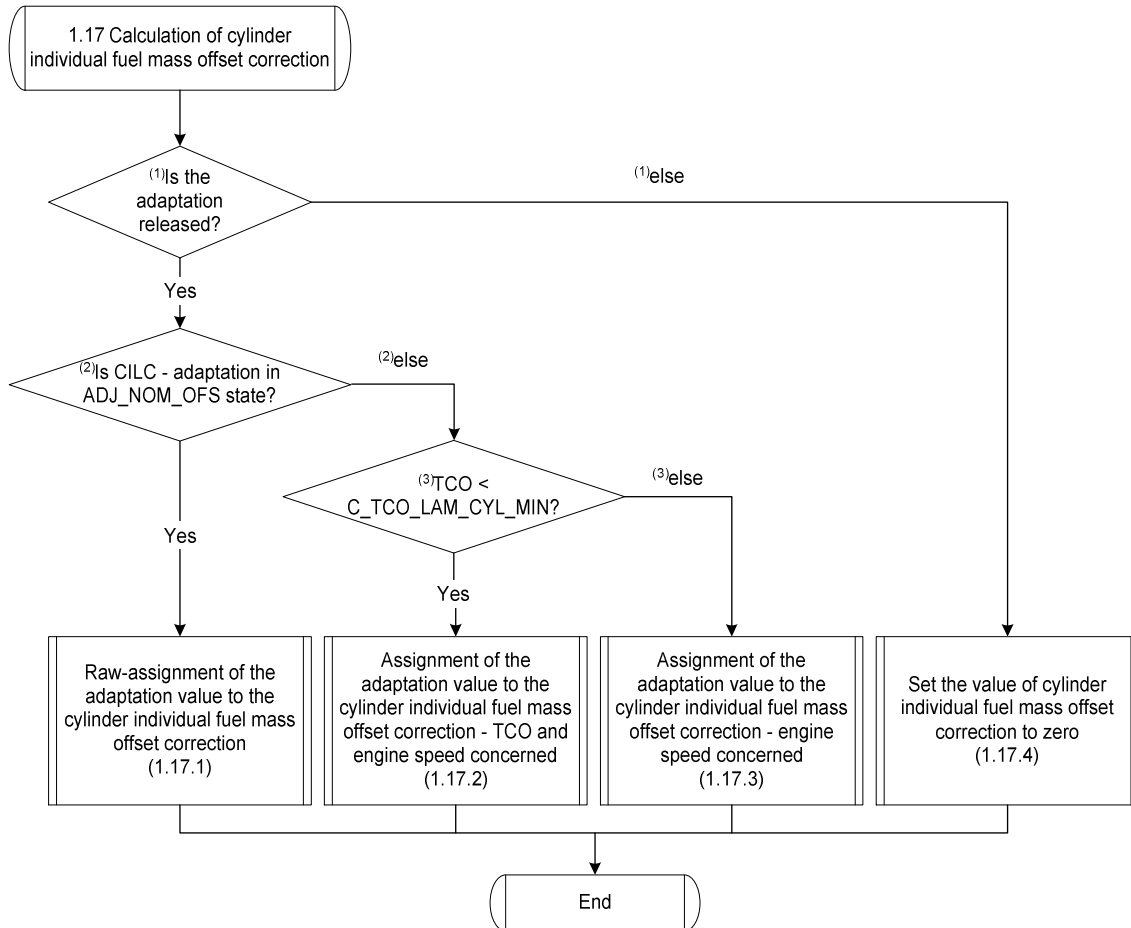 1.17 Calculation of cylinder
individual fuel mass offset correction
(1)Is the
adaptation
released?
(1)else
Yes
(2)Is CILC - adaptation in
ADJ_NOM_OFS state?
(2)else
(3)TCO <
C_TCO_LAM_CYL_MIN?
(3)else
Yes
Yes
Raw-assignment of the
adaptation value to the
cylinder individual fuel mass
offset correction
(1.17.1)
Assignment of the
adaptation value to the
cylinder individual fuel mass
offset correction - TCO and
engine speed concerned
(1.17.2)
Assignment of the
adaptation value to the
cylinder individual fuel mass
offset correction - engine
speed concerned
(1.17.3)
Set the value of cylinder
individual fuel mass offset
correction to zero
(1.17.4)
End